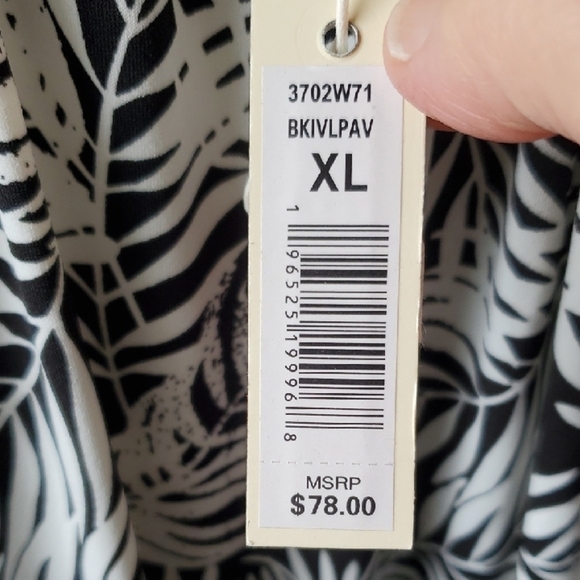 3702W71
BKIVLPAV
XL
1 96525 19996 8
MSRP
$78.00